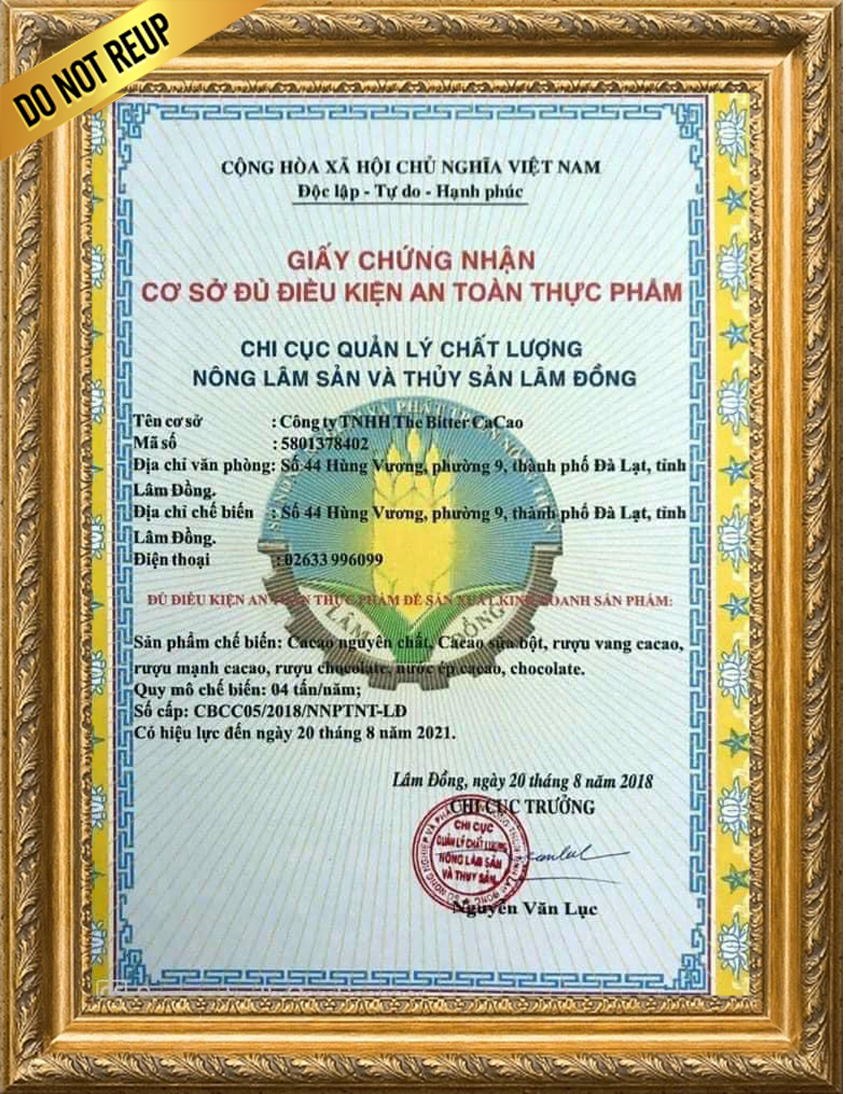 DO NOT REUP
CỘNG HÒA XÃ HỘI CHỦ NGHĨA VIỆT NAM
Độc lập - Tự do - Hạnh phúc
GIẤY CHỨNG NHẬN
CƠ SỞ ĐỦ ĐIỀU KIỆN AN TOÀN THỰC PHẨM
CHI CỤC QUẢN LÝ CHẤT LƯỢNG
NÔNG LÂM SẢN VÀ THỦY SẢN LÂM ĐỒNG
Tên cơ sở : Công ty TNHH The Bitter CaCao
Mã số : 5801378402
Địa chỉ văn phòng: Số 44 Hùng Vương, phường 9, thành phố Đà Lạt, tỉnh
Lâm Đồng.
Địa chỉ chế biến : Số 44 Hùng Vương, phường 9, thành phố Đà Lạt, tỉnh
Lâm Đồng.
Điện thoại : 02633 996099
ĐỦ ĐIỀU KIỆN AN TOÀN THỰC PHẨM ĐỂ SẢN XUẤT KINH DOANH SẢN PHẨM:
Sản phẩm chế biến: Cacao nguyên chất, Cacao sữa bột, rượu vang cacao,
rượu mạnh cacao, rượu chocolate, nước ép cacao, chocolate.
Quy mô chế biến: 04 tấn/năm;
Số cấp: CBCC05/2018/NNPTNT-LĐ
Có hiệu lực đến ngày 20 tháng 8 năm 2021.
LÂM ĐỒNG
Lâm Đồng, ngày 20 tháng 8 năm 2018
CHI CỤC TRƯỞNG
CHI CỤC
QUẢN LÝ CHẤT LƯỢNG
NÔNG LÂM SẢN
VÀ THỦY SẢN
Nguyễn Văn Lục